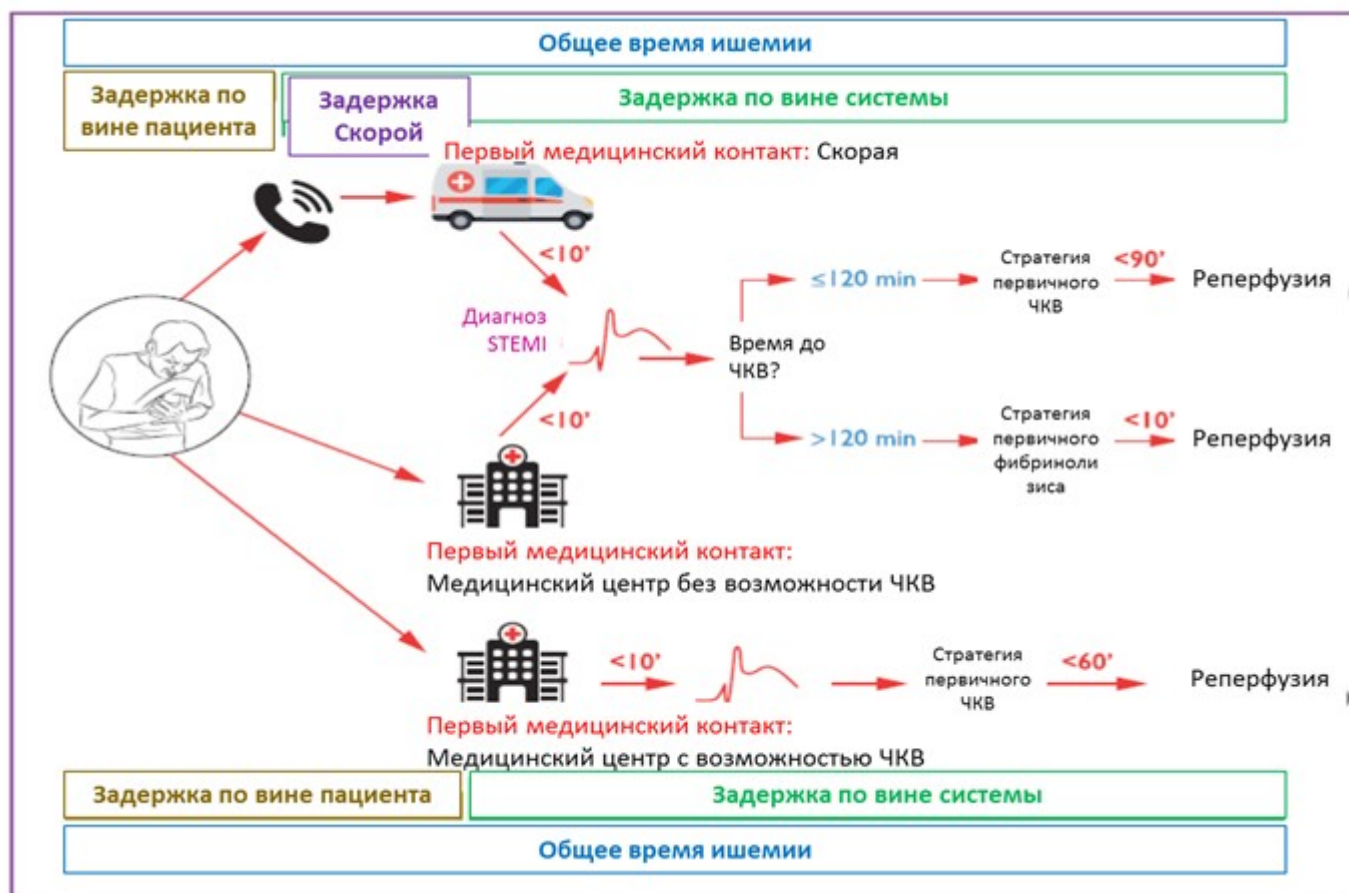 Общее время ишемии
Задержка по
вине пациента
Задержка
Скорой
Задержка по вине системы
Первый медицинский контакт: Скорая
<10'
Диагноз
STEMI
<10'
Время до
ЧКВ?
≤120 min
Стратегия
первичного
ЧКВ
<90'
Реперфузия
>120 min
Стратегия
первичного
фибриноли
зиса
<10'
Реперфузия
Первый медицинский контакт:
Медицинский центр без возможности ЧКВ
<10'
Стратегия
первичного
ЧКВ
<60'
Реперфузия
Первый медицинский контакт:
Медицинский центр с возможностью ЧКВ
Задержка по вине пациента
Задержка по вине системы
Общее время ишемии